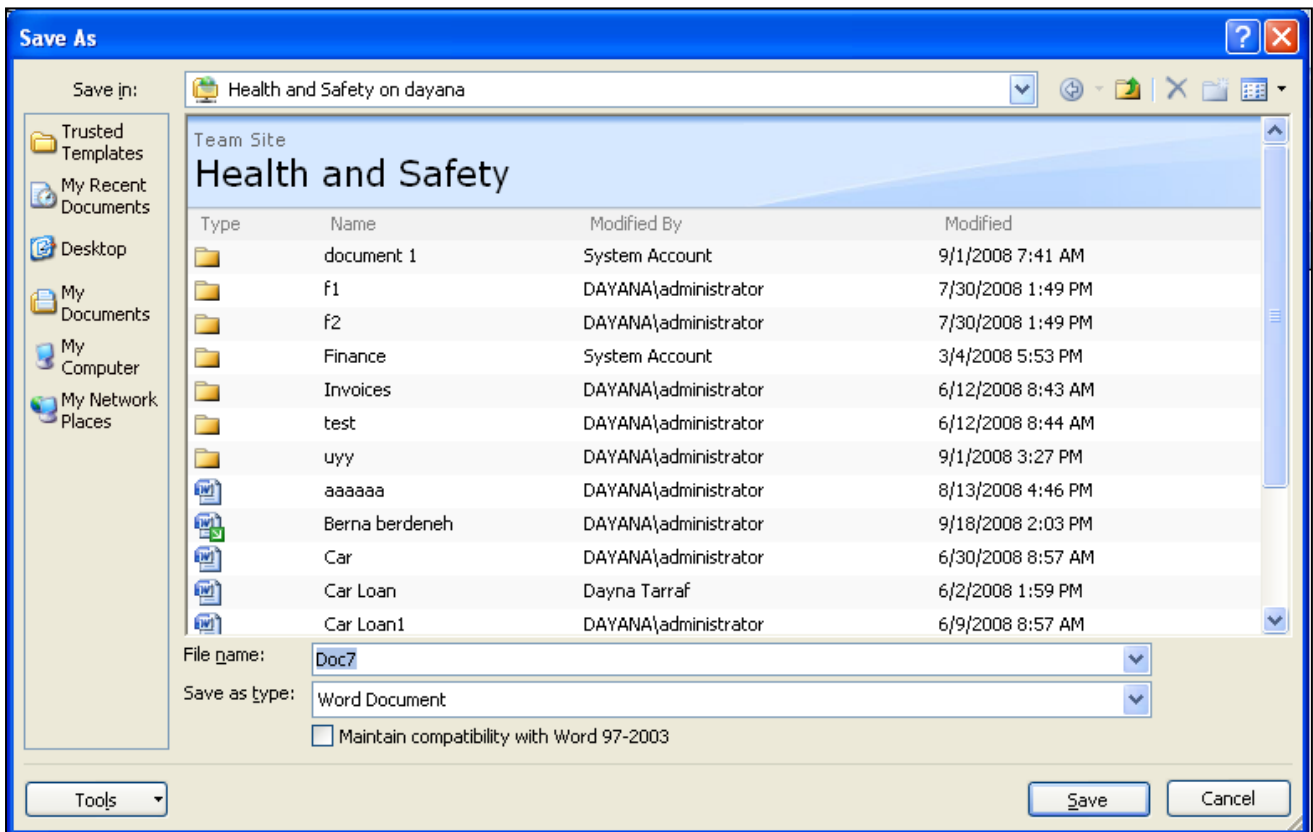 Save As
Save in:
Health and Safety on dayana
Trusted
Templates
My Recent
Documents
Desktop
My
Documents
My
Computer
My Network
Places
Team Site
Health and Safety
Type Name Modified By Modified
document 1 System Account 9/1/2008 7:41 AM
f1 DAYANA\administrator 7/30/2008 1:49 PM
f2 DAYANA\administrator 7/30/2008 1:49 PM
Finance System Account 3/4/2008 5:53 PM
Invoices DAYANA\administrator 6/12/2008 8:43 AM
test DAYANA\administrator 6/12/2008 8:44 AM
uyy DAYANA\administrator 9/1/2008 3:27 PM
aaaaaa DAYANA\administrator 8/13/2008 4:46 PM
Berna berdeneh DAYANA\administrator 9/18/2008 2:03 PM
Car DAYANA\administrator 6/30/2008 8:57 AM
Car Loan Dayna Tarraf 6/2/2008 1:59 PM
Car Loan1 DAYANA\administrator 6/9/2008 8:57 AM
File name: Doc7
Save as type: Word Document
Maintain compatibility with Word 97-2003
Tools Save Cancel